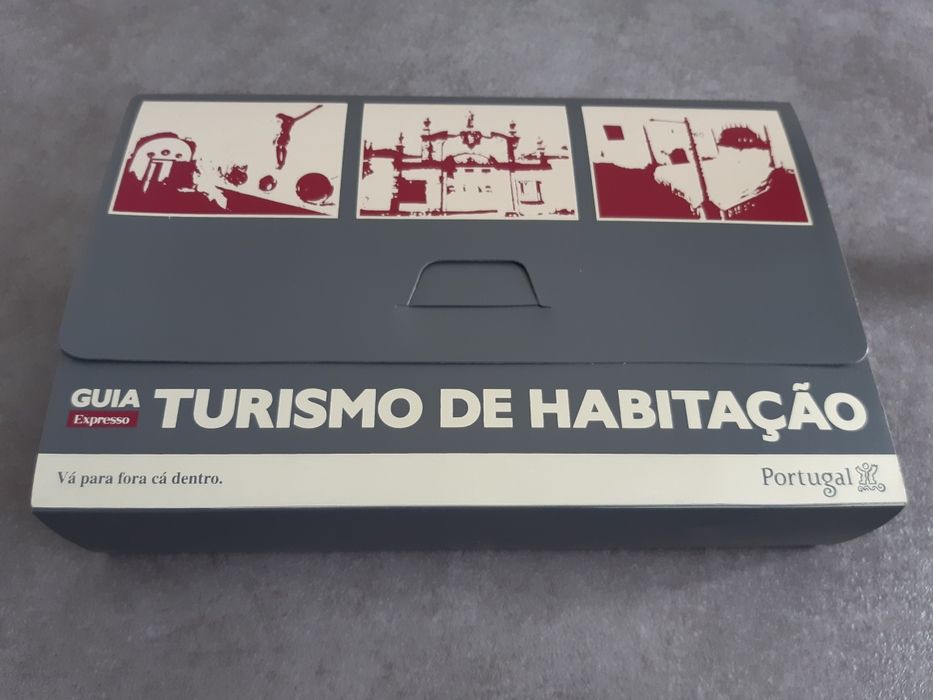 GUIA
Expresso
TURISMO DE HABITAÇÃO
Vá para fora cá dentro.
Portugal